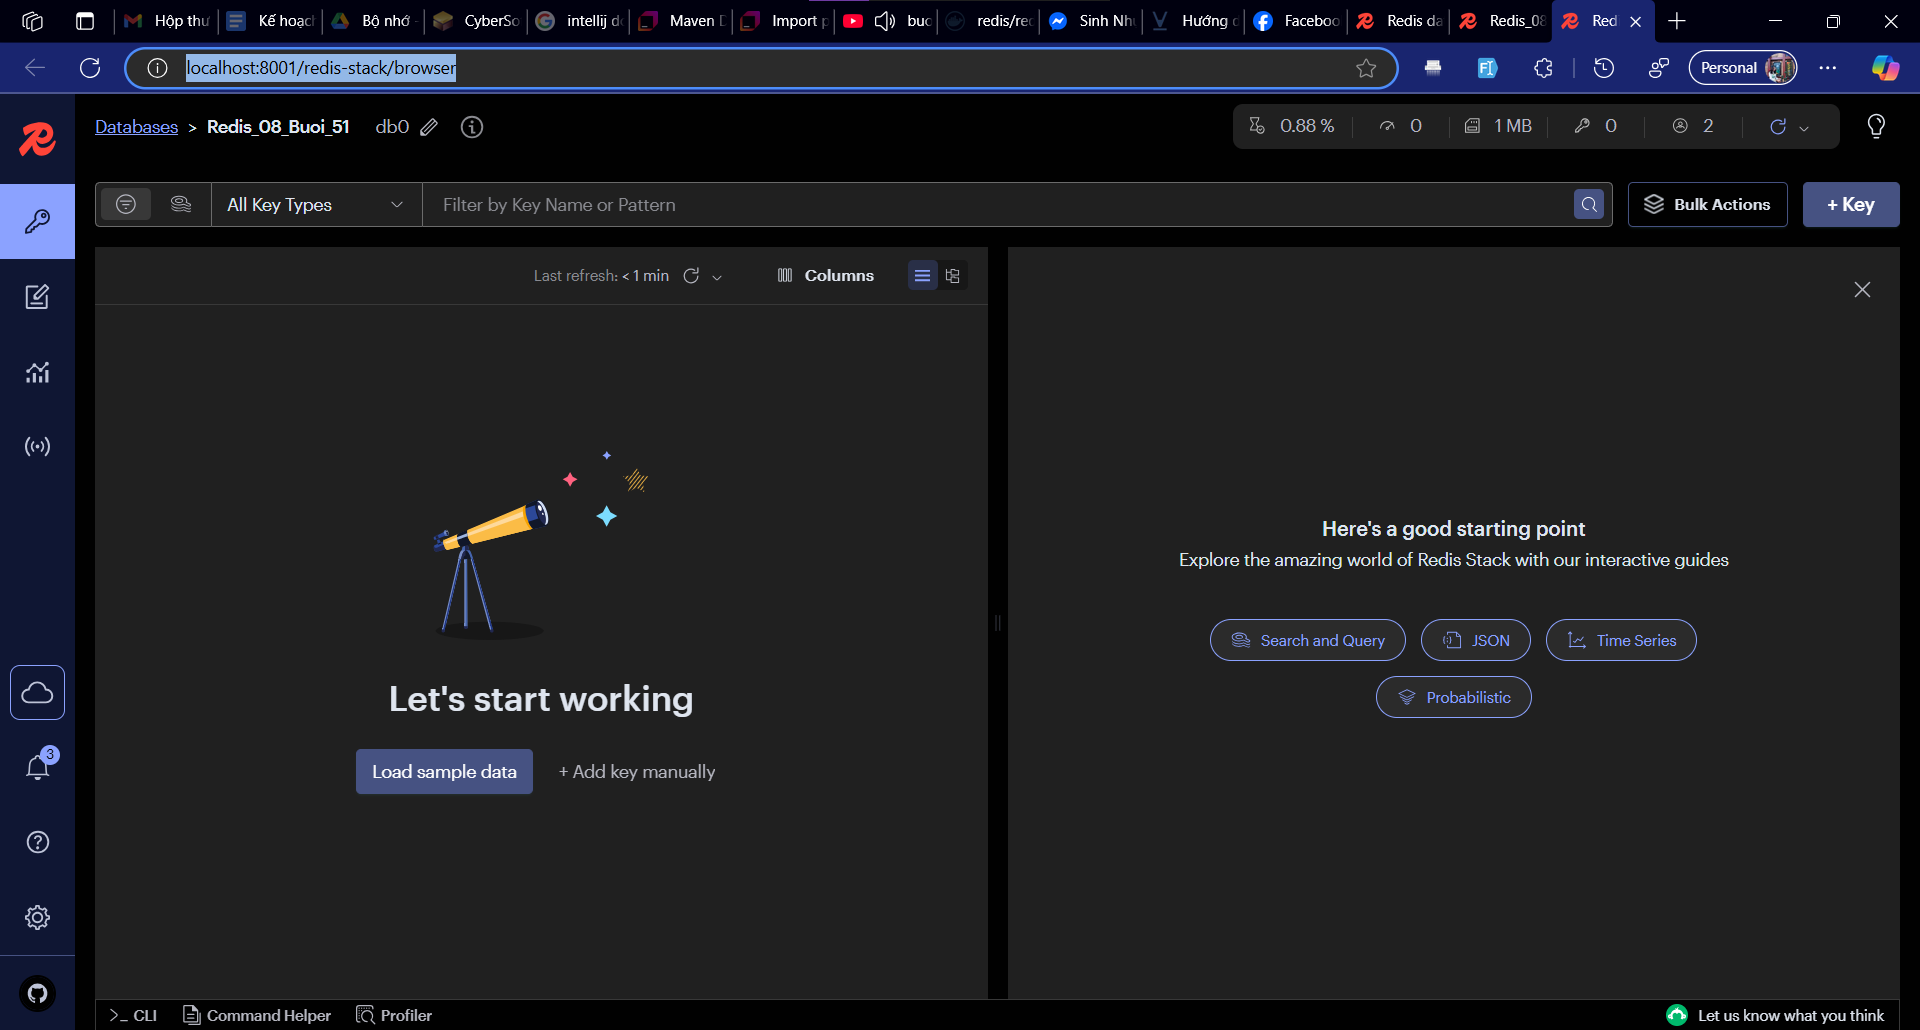 Hộp thư
Kế hoạch
Bộ nhớ
CyberSo
intellij d
Maven D
Import p
buc
redis/rec
Sinh Nh
Hướng d
Faceboo
Redis da
Redis_08
Red
localhost:8001/redis-stack/browser
Personal
Databases > Redis_08_Buoi_51 db0
0.88 % 0 1 MB 0 2
All Key Types
Filter by Key Name or Pattern
Bulk Actions
+ Key
Last refresh: < 1 min
Columns
Let's start working
Load sample data
+ Add key manually
Here's a good starting point
Explore the amazing world of Redis Stack with our interactive guides
Search and Query
JSON
Time Series
Probabilistic
3
>_ CLI
Command Helper
Profiler
Let us know what you think